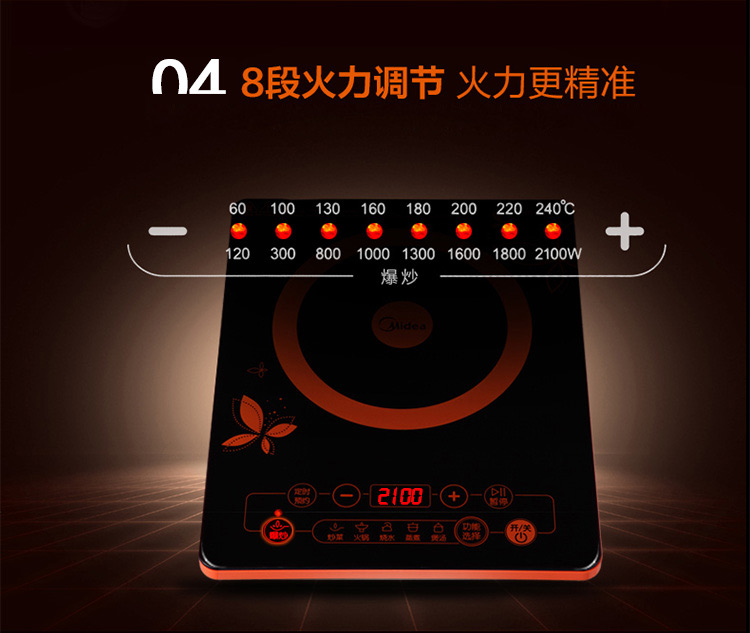 04 8段火力调节 火力更精准
60 100 130 160 180 200 220 240℃
120 300 800 1000 1300 1600 1800 2100W
爆炒
Midea
定时 预约 − 2100 + 暂停
爆炒 炒菜 火锅 烧水 蒸煮 煲汤 功能选择 开/关